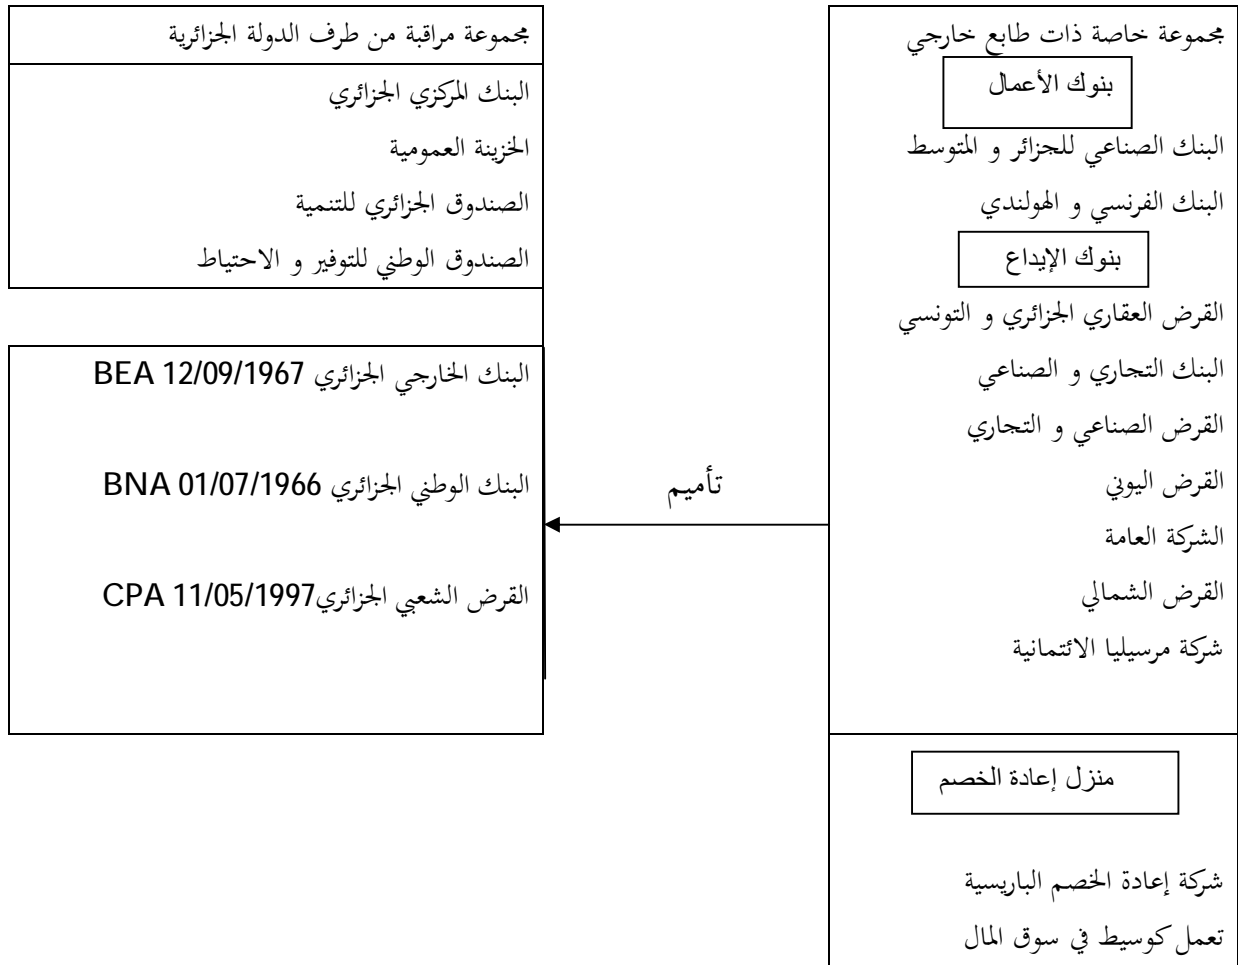 مجموعة خاصة ذات طابع خارجي
بنوك الأعمال
البنك الصناعي للجزائر و المتوسط
البنك الفرنسي و الهولندي
بنوك الإيداع
القرض العقاري الجزائري و التونسي
البنك التجاري و الصناعي
القرض الصناعي و التجاري
القرض اليوني
الشركة العامة
القرض الشمالي
شركة مرسيليا الائتمانية
منزل إعادة الخصم
شركة إعادة الخصم الباريسية
تعمل كوسيط في سوق المال
تأميم
مجموعة مراقبة من طرف الدولة الجزائرية
البنك المركزي الجزائري
الخزينة العمومية
الصندوق الجزائري للتنمية
الصندوق الوطني للتوفير و الاحتياط
البنك الخارجي الجزائري BEA 12/09/1967
البنك الوطني الجزائري BNA 01/07/1966
القرض الشعبي الجزائريCPA 11/05/1997